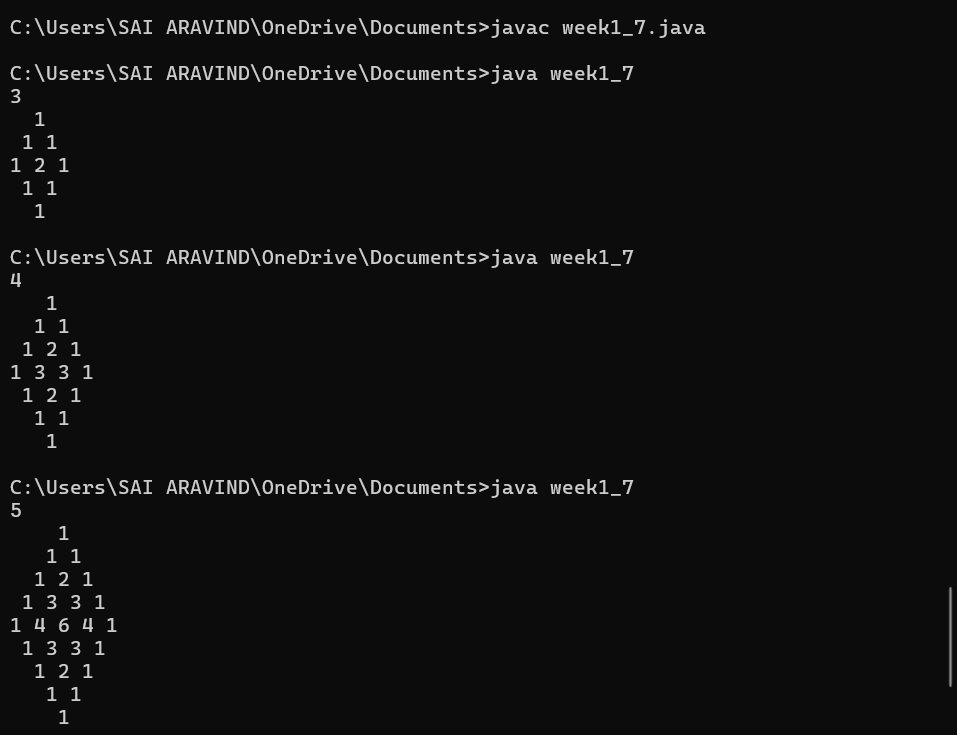 C:\Users\SAI ARAVIND\OneDrive\Documents>javac week1_7.java

C:\Users\SAI ARAVIND\OneDrive\Documents>java week1_7
3
  1
 1 1
1 2 1
 1 1
  1

C:\Users\SAI ARAVIND\OneDrive\Documents>java week1_7
4
   1
  1 1
 1 2 1
1 3 3 1
 1 2 1
  1 1
   1

C:\Users\SAI ARAVIND\OneDrive\Documents>java week1_7
5
    1
   1 1
  1 2 1
 1 3 3 1
1 4 6 4 1
 1 3 3 1
  1 2 1
   1 1
    1